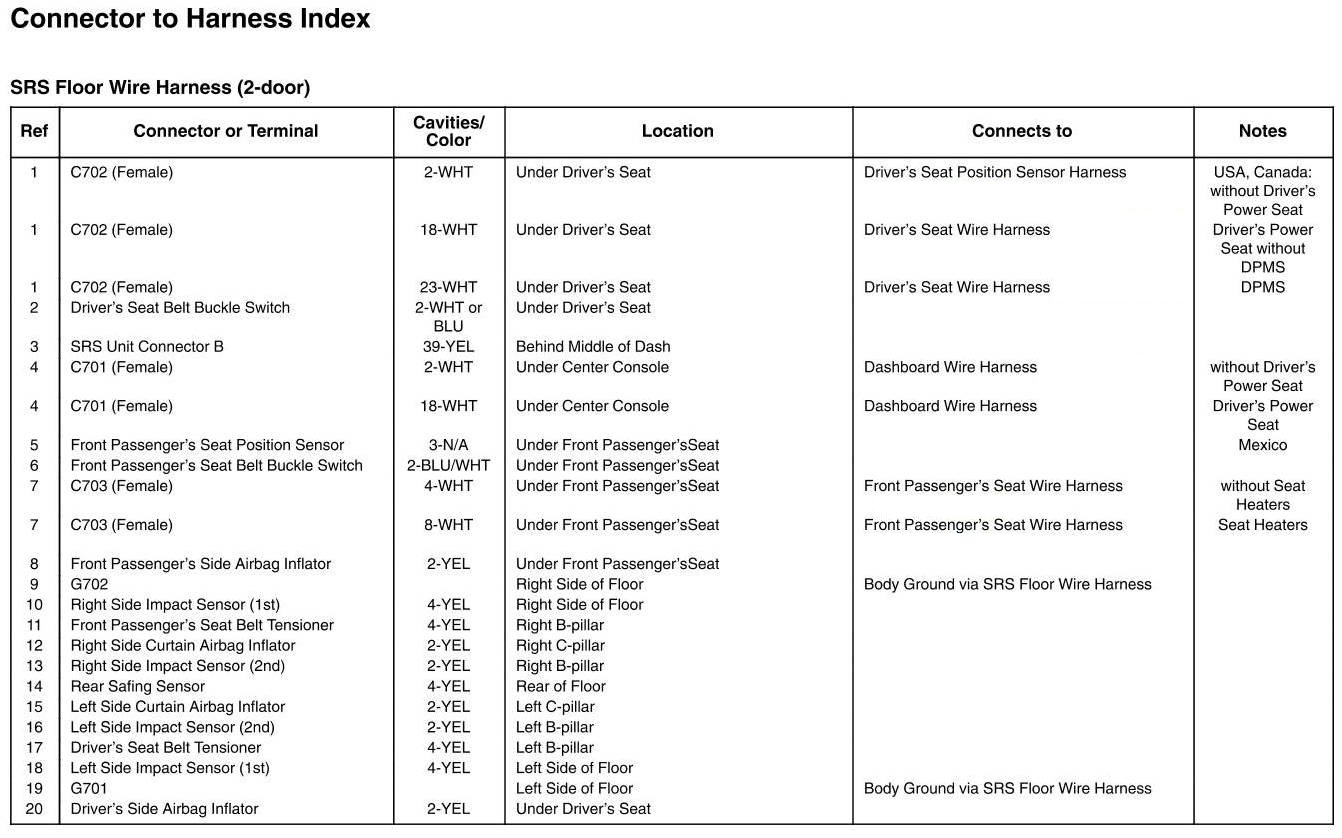 Connector to Harness Index
SRS Floor Wire Harness (2-door)
Ref Connector or Terminal Cavities/ Color Location Connects to Notes
1 C702 (Female) 2-WHT Under Driver's Seat Driver's Seat Position Sensor Harness USA, Canada:
without Driver's
Power Seat
1 C702 (Female) 18-WHT Under Driver's Seat Driver's Seat Wire Harness Driver's Power
Seat without
DPMS
1 C702 (Female) 23-WHT Under Driver's Seat Driver's Seat Wire Harness DPMS
2 Driver's Seat Belt Buckle Switch 2-WHT or Under Driver's Seat
BLU
3 SRS Unit Connector B 39-YEL Behind Middle of Dash
4 C701 (Female) 2-WHT Under Center Console Dashboard Wire Harness without Driver's
Power Seat
4 C701 (Female) 18-WHT Under Center Console Dashboard Wire Harness Driver's Power
Seat
5 Front Passenger's Seat Position Sensor 3-N/A Under Front Passenger'sSeat Mexico
6 Front Passenger's Seat Belt Buckle Switch 2-BLU/WHT Under Front Passenger'sSeat
7 C703 (Female) 4-WHT Under Front Passenger'sSeat Front Passenger's Seat Wire Harness without Seat
Heaters
7 C703 (Female) 8-WHT Under Front Passenger'sSeat Front Passenger's Seat Wire Harness Seat Heaters
8 Front Passenger's Side Airbag Inflator 2-YEL Under Front Passenger'sSeat
9 G702 Right Side of Floor Body Ground via SRS Floor Wire Harness
10 Right Side Impact Sensor (1st) 4-YEL Right Side of Floor
11 Front Passenger's Seat Belt Tensioner 4-YEL Right B-pillar
12 Right Side Curtain Airbag Inflator 2-YEL Right C-pillar
13 Right Side Impact Sensor (2nd) 2-YEL Right B-pillar
14 Rear Safing Sensor 4-YEL Rear of Floor
15 Left Side Curtain Airbag Inflator 2-YEL Left C-pillar
16 Left Side Impact Sensor (2nd) 2-YEL Left B-pillar
17 Driver's Seat Belt Tensioner 4-YEL Left B-pillar
18 Left Side Impact Sensor (1st) 4-YEL Left Side of Floor
19 G701 Left Side of Floor Body Ground via SRS Floor Wire Harness
20 Driver's Side Airbag Inflator 2-YEL Under Driver's Seat